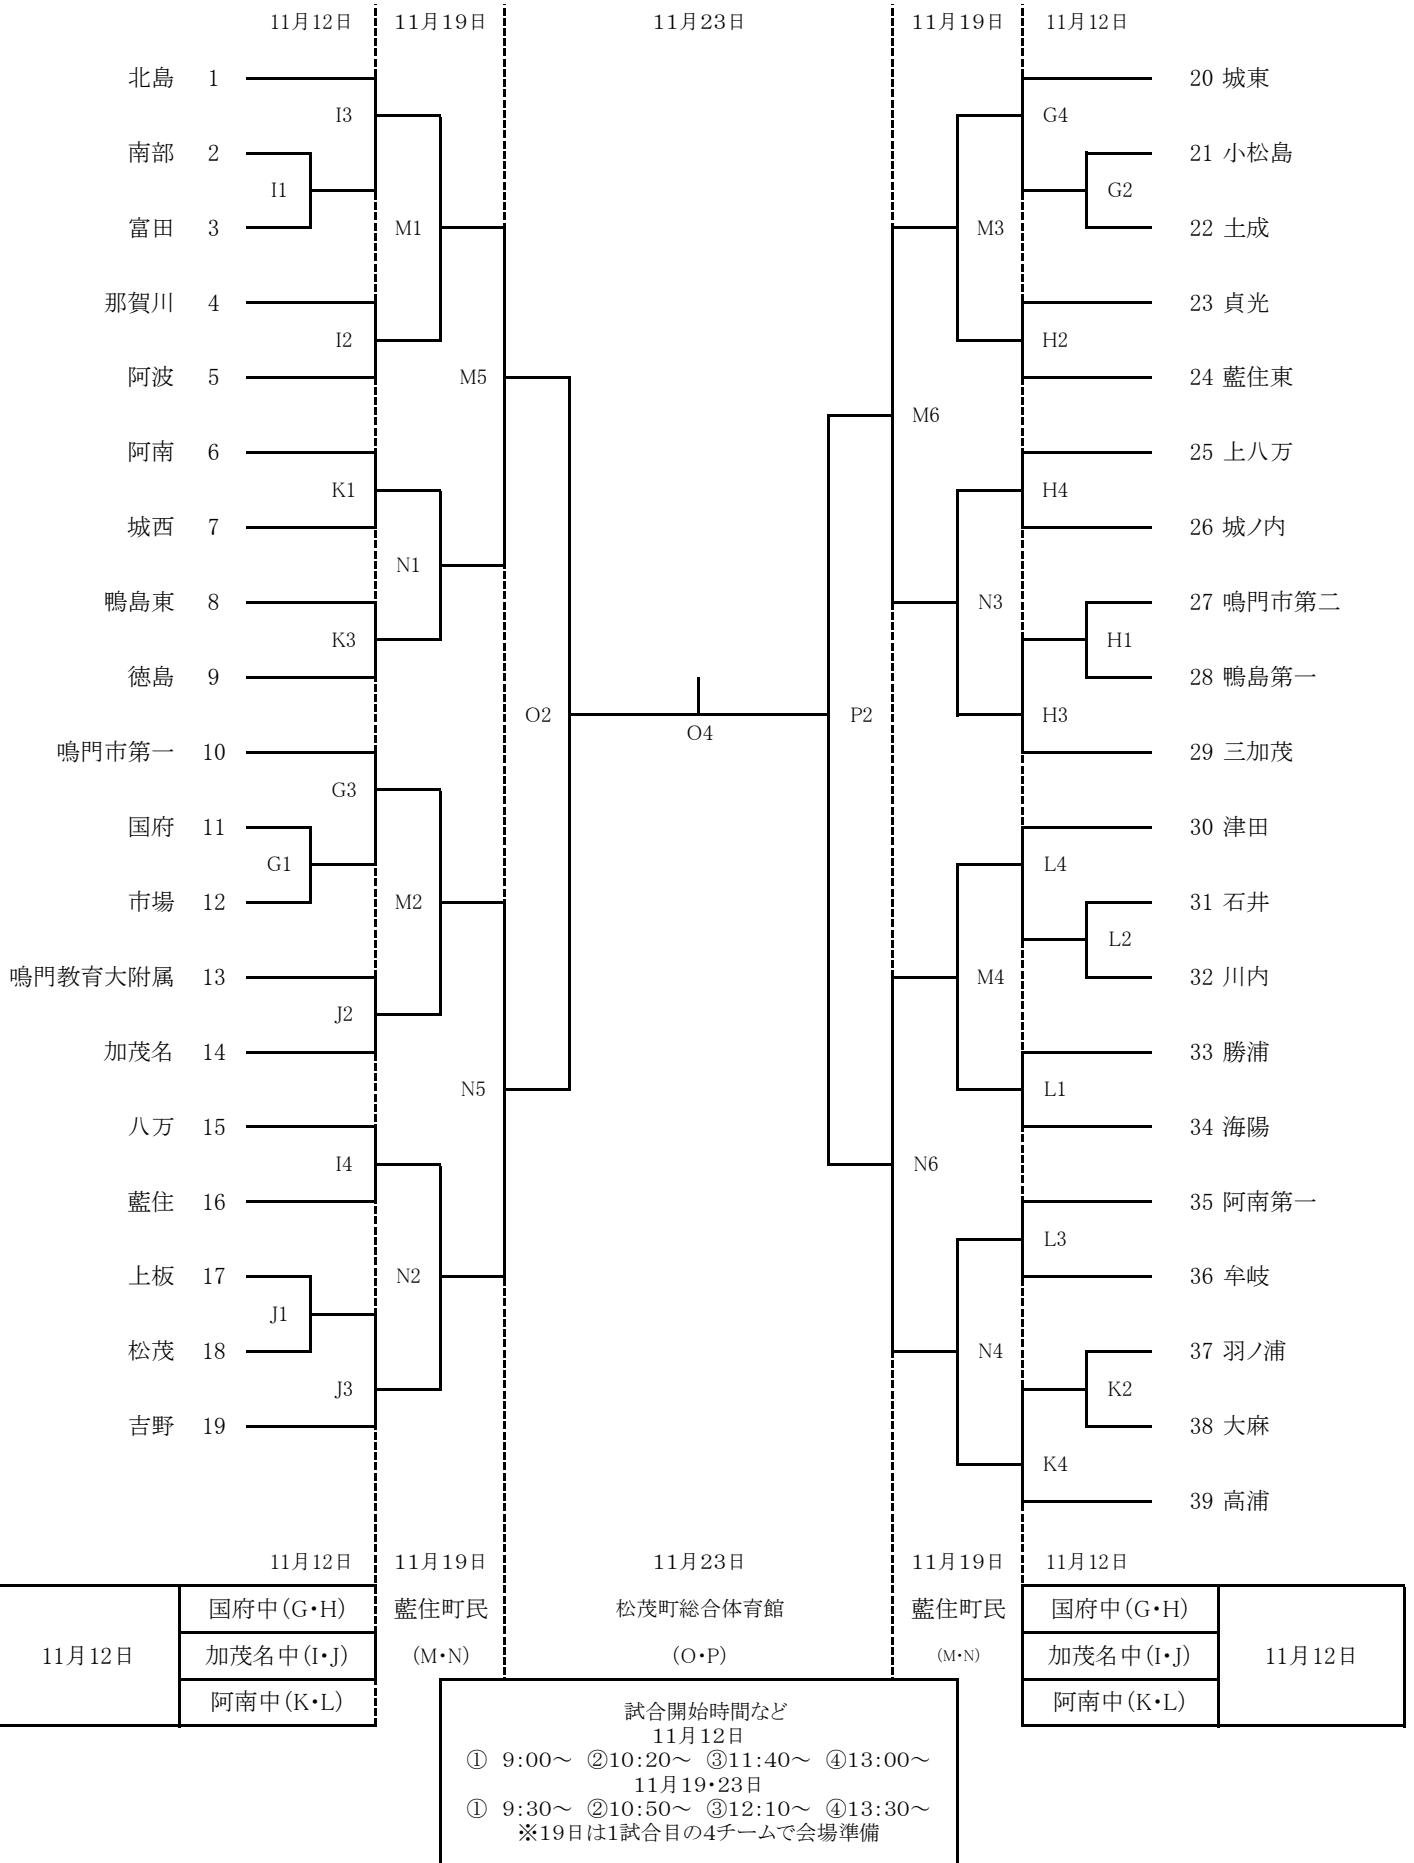 11月12日 11月19日 11月23日 11月19日 11月12日
北島 1 20 城東
I3 G4
南部 2 21 小松島
I1 G2
富田 3 M1 M3 22 土成
那賀川 4 23 貞光
I2 H2
阿波 5 M5 24 藍住東
M6
阿南 6 25 上八万
K1 H4
城西 7 26 城ノ内
N1
鴨島東 8 N3 27 鳴門市第二
K3 H1
徳島 9 28 鴨島第一
O2 P2 H3
O4
鳴門市第一 10 29 三加茂
G3
国府 11 30 津田
G1 L4
市場 12 M2 31 石井
L2
鳴門教育大附属 13 M4 32 川内
J2
加茂名 14 33 勝浦
N5 L1
八万 15 34 海陽
I4 N6
藍住 16 35 阿南第一
L3
上板 17 N2 36 牟岐
J1
松茂 18 N4 37 羽ノ浦
J3 K2
吉野 19 38 大麻
K4
39 高浦
11月12日 11月19日 11月23日 11月19日 11月12日
国府中(G・H) 藍住町民 松茂町総合体育館 藍住町民 国府中(G・H)
11月12日 加茂名中(I・J) (M・N) (O・P) (M・N) 加茂名中(I・J) 11月12日
阿南中(K・L) 阿南中(K・L)
試合開始時間など
11月12日
① 9:00～ ②10:20～ ③11:40～ ④13:00～
11月19・23日
① 9:30～ ②10:50～ ③12:10～ ④13:30～
※19日は1試合目の4チームで会場準備